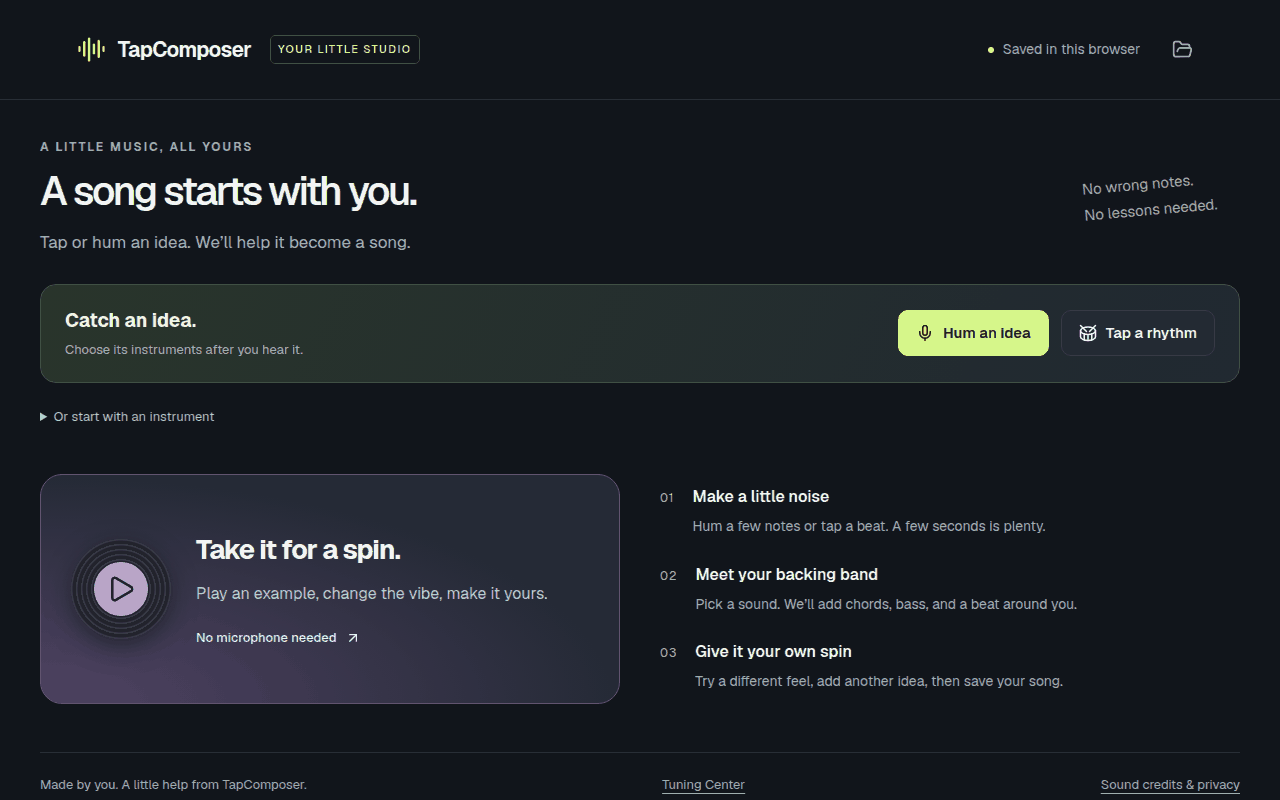 TapComposer
YOUR LITTLE STUDIO
Saved in this browser
A LITTLE MUSIC, ALL YOURS
A song starts with you.
Tap or hum an idea. We’ll help it become a song.
No wrong notes.
No lessons needed.
Catch an idea.
Choose its instruments after you hear it.
Hum an idea
Tap a rhythm
Or start with an instrument
Take it for a spin.
Play an example, change the vibe, make it yours.
No microphone needed
01 Make a little noise
Hum a few notes or tap a beat. A few seconds is plenty.
02 Meet your backing band
Pick a sound. We’ll add chords, bass, and a beat around you.
03 Give it your own spin
Try a different feel, add another idea, then save your song.
Made by you. A little help from TapComposer.
Tuning Center
Sound credits & privacy